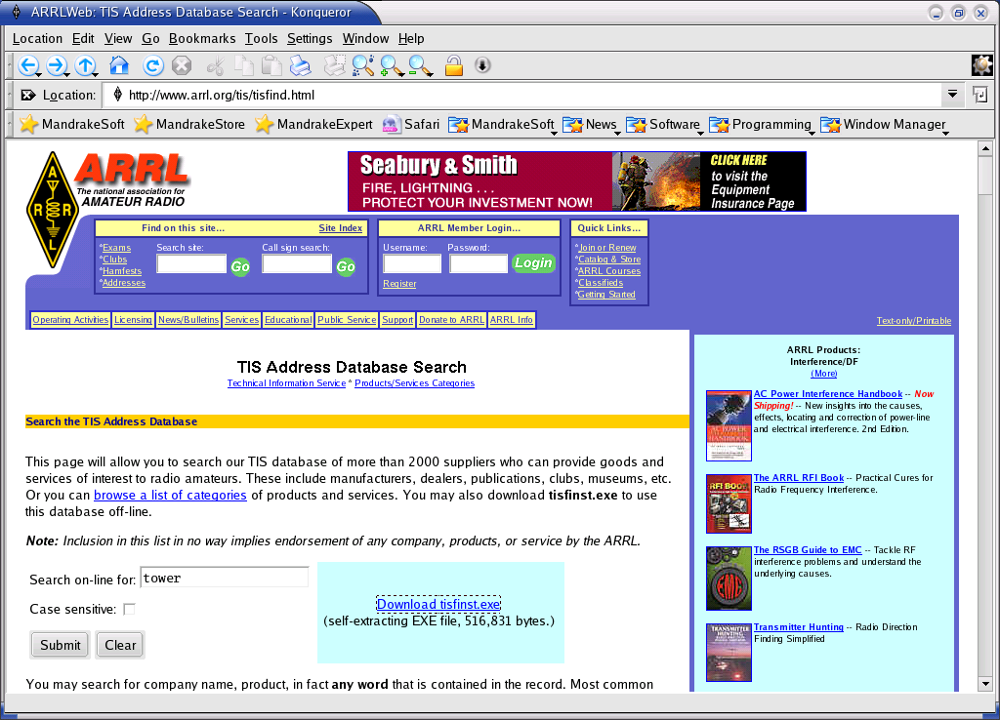 ARRLWeb: TIS Address Database Search - Konqueror
Location Edit View Go Bookmarks Tools Settings Window Help
Location: http://www.arrl.org/tis/tisfind.html
MandrakeSoft MandrakeStore MandrakeExpert Safari MandrakeSoft News Software Programming Window Manager
ARRL
The national association for
AMATEUR RADIO
A
R R
L
Seabury & Smith
FIRE, LIGHTNING . . .
PROTECT YOUR INVESTMENT NOW!
CLICK HERE
to visit the
Equipment
Insurance Page
Find on this site... Site Index
*Exams
*Clubs
*Hamfests
*Addresses
Search site:
Go
Call sign search:
Go
ARRL Member Login...
Username: Password:
Login
Register
Quick Links...
*Join or Renew
*Catalog & Store
*ARRL Courses
*Classifieds
*Getting Started
Operating Activities Licensing News/Bulletins Services Educational Public Service Support Donate to ARRL ARRL Info
Text-only/Printable
TIS Address Database Search
Technical Information Service * Products/Services Categories
Search the TIS Address Database
This page will allow you to search our TIS database of more than 2000 suppliers who can provide goods and
services of interest to radio amateurs. These include manufacturers, dealers, publications, clubs, museums, etc.
Or you can browse a list of categories of products and services. You may also download tisfinst.exe to use
this database off-line.
Note: Inclusion in this list in no way implies endorsement of any company, products, or service by the ARRL.
Search on-line for: tower
Case sensitive:
Submit Clear
Download tisfinst.exe
(self-extracting EXE file, 516,831 bytes.)
You may search for company name, product, in fact any word that is contained in the record. Most common
ARRL Products:
Interference/DF
(More)
AC Power Interference Handbook -- Now
Shipping! -- New insights into the causes,
effects, locating and correction of power-line
and electrical interference. 2nd Edition.
The ARRL RFI Book -- Practical Cures for
Radio Frequency Interference.
The RSGB Guide to EMC -- Tackle RF
interference problems and understand the
underlying causes.
Transmitter Hunting -- Radio Direction
Finding Simplified
AC POWER
HANDBOOK
RFI BOOK
EMC
TRANSMITTER
HUNTING